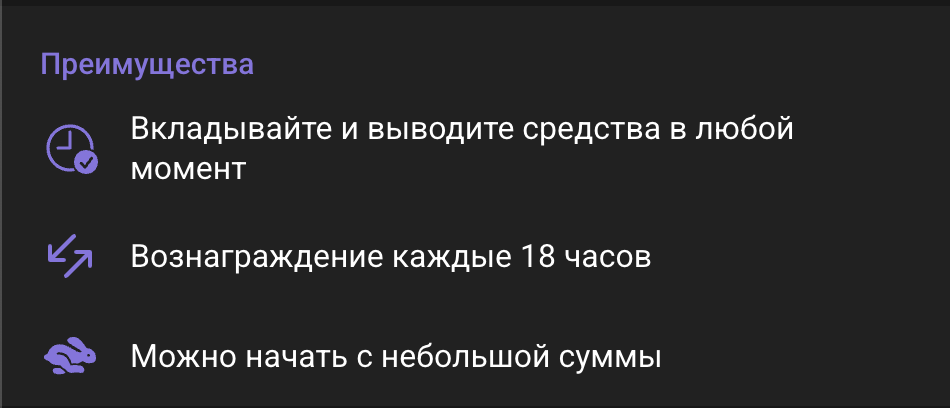 Преимущества
Вкладывайте и выводите средства в любой
момент
Вознаграждение каждые 18 часов
Можно начать с небольшой суммы